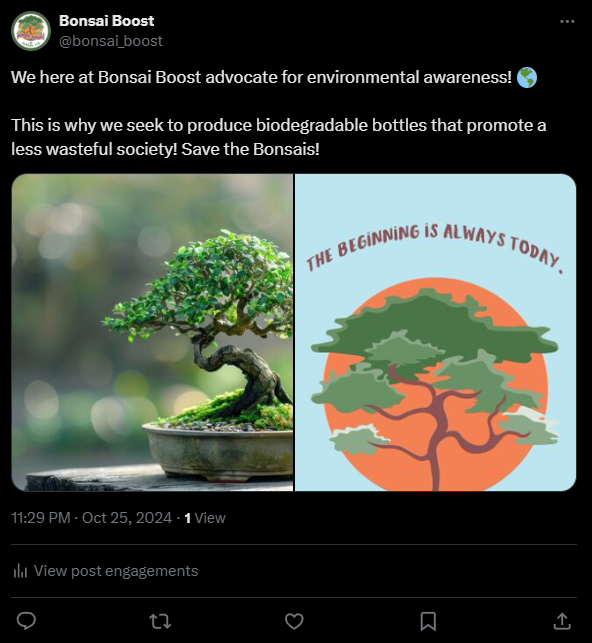 Bonsai Boost
@bonsai_boost
We here at Bonsai Boost advocate for environmental awareness! 🌎
This is why we seek to produce biodegradable bottles that promote a
less wasteful society! Save the Bonsais!
THE BEGINNING IS ALWAYS TODAY.
11:29 PM · Oct 25, 2024 · 1 View
View post engagements